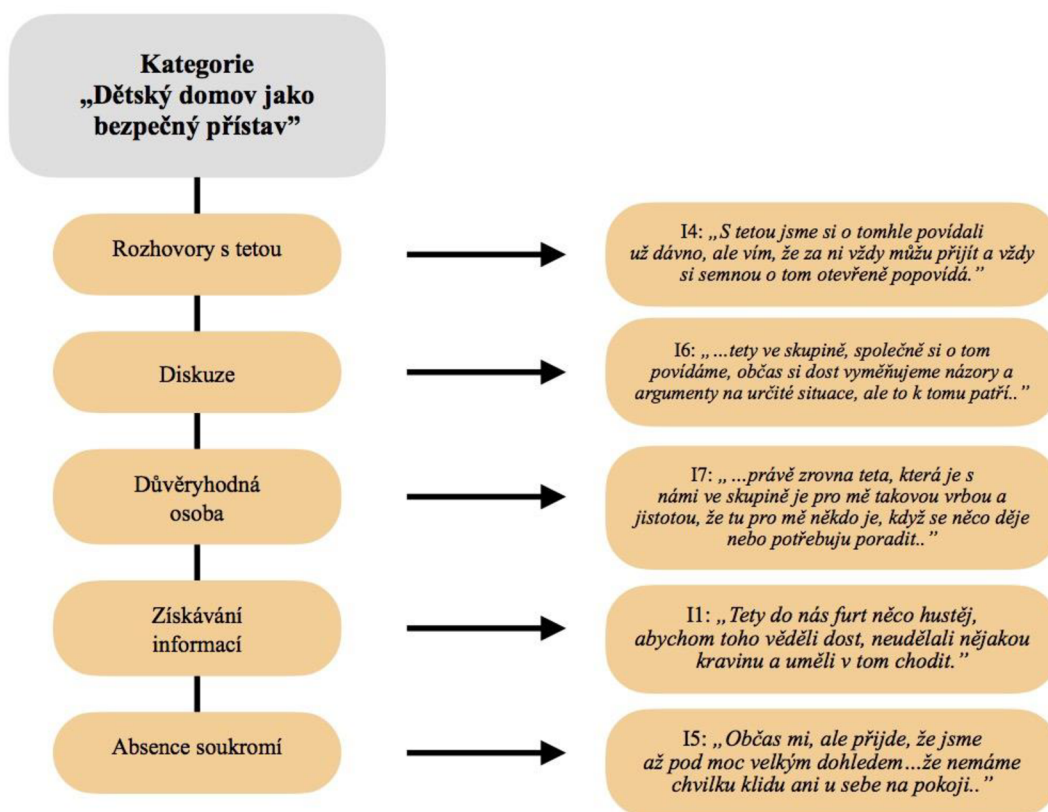 Kategorie
„Dětský domov jako
bezpečný přístav”
Rozhovory s tetou
I4: „S tetou jsme si o tomhle povídali
už dávno, ale vím, že za ni vždy můžu přijít a vždy
si semnou o tom otevřeně popovídá.”
Diskuze
I6: „...tety ve skupině, společně si o tom
povídáme, občas si dost vyměňujeme názory a
argumenty na určité situace, ale to k tomu patří..”
Důvěryhodná
osoba
I7: „...právě zrovna teta, která je s
námi ve skupině je pro mě takovou vrbou a
jistotou, že tu pro mě někdo je, když se něco děje
nebo potřebuju poradit..”
Získávání
informací
I1: „Tety do nás furt něco hustěj,
abychom toho věděli dost, neudělali nějakou
kravinu a uměli v tom chodit.”
Absence soukromí
I5: „Občas mi, ale přijde, že jsme
až pod moc velkým dohledem...že nemáme
chvilku klidu ani u sebe na pokoji..”